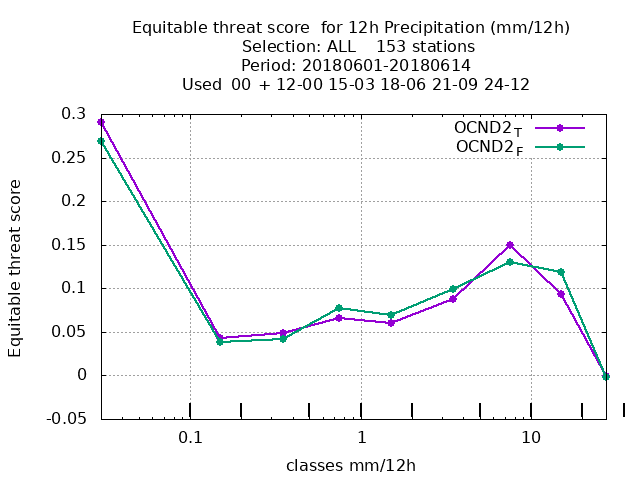 Equitable threat score  for 12h Precipitation (mm/12h)
Selection: ALL    153 stations
Period: 20180601-20180614
Used  00 + 12-00 15-03 18-06 21-09 24-12
OCND2_T
OCND2_F
0.3
0.25
0.2
0.15
0.1
0.05
0
-0.05
Equitable threat score
0.1
1
10
classes mm/12h